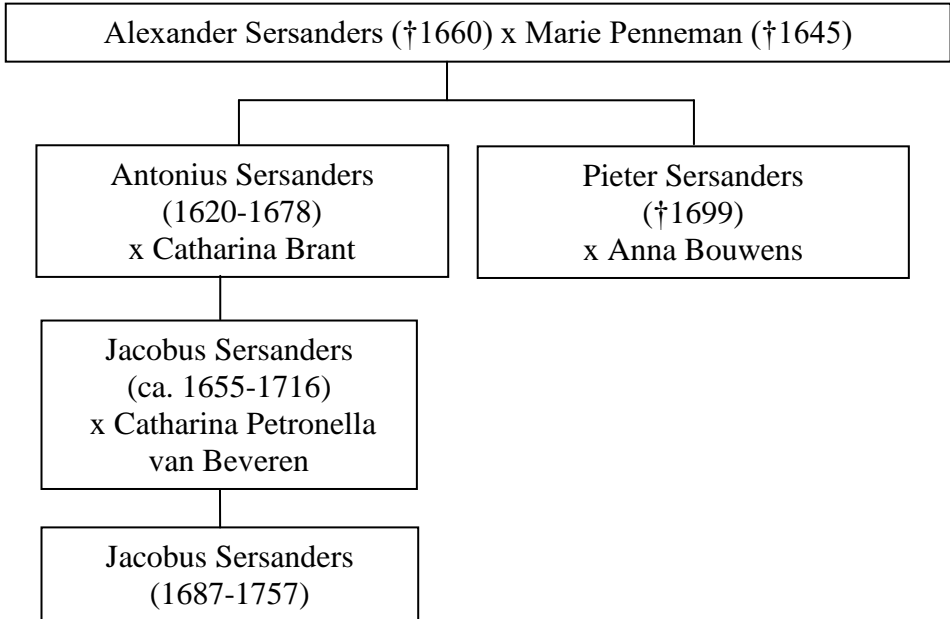 Alexander Sersanders (†1660) x Marie Penneman (†1645)
Antonius Sersanders
(1620-1678)
x Catharina Brant
Pieter Sersanders
(†1699)
x Anna Bouwens
Jacobus Sersanders
(ca. 1655-1716)
x Catharina Petronella
van Beveren
Jacobus Sersanders
(1687-1757)